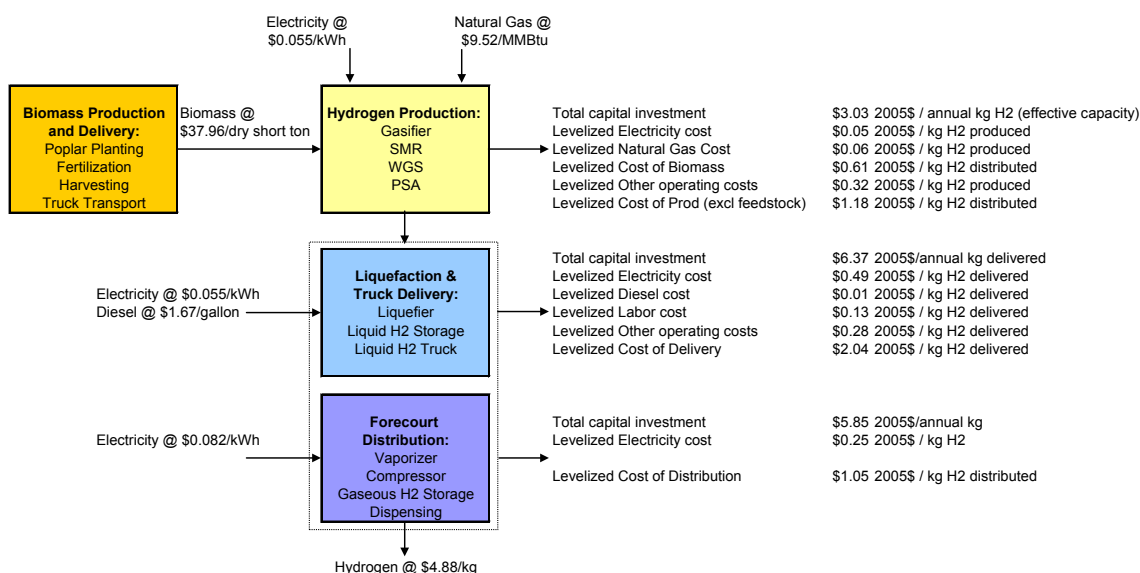 Electricity @
$0.055/kWh
Natural Gas @
$9.52/MMBtu
Biomass Production
and Delivery:
Poplar Planting
Fertilization
Harvesting
Truck Transport
Biomass @
$37.96/dry short ton
Hydrogen Production:
Gasifier
SMR
WGS
PSA
Total capital investment $3.03 2005$ / annual kg H2 (effective capacity)
Levelized Electricity cost $0.05 2005$ / kg H2 produced
Levelized Natural Gas Cost $0.06 2005$ / kg H2 produced
Levelized Cost of Biomass $0.61 2005$ / kg H2 distributed
Levelized Other operating costs $0.32 2005$ / kg H2 produced
Levelized Cost of Prod (excl feedstock) $1.18 2005$ / kg H2 distributed
Electricity @ $0.055/kWh
Diesel @ $1.67/gallon
Liquefaction &
Truck Delivery:
Liquefier
Liquid H2 Storage
Liquid H2 Truck
Total capital investment $6.37 2005$/annual kg delivered
Levelized Electricity cost $0.49 2005$ / kg H2 delivered
Levelized Diesel cost $0.01 2005$ / kg H2 delivered
Levelized Labor cost $0.13 2005$ / kg H2 delivered
Levelized Other operating costs $0.28 2005$ / kg H2 delivered
Levelized Cost of Delivery $2.04 2005$ / kg H2 delivered
Electricity @ $0.082/kWh
Forecourt
Distribution:
Vaporizer
Compressor
Gaseous H2 Storage
Dispensing
Total capital investment $5.85 2005$/annual kg
Levelized Electricity cost $0.25 2005$ / kg H2
Levelized Cost of Distribution $1.05 2005$ / kg H2 distributed
Hydrogen @ $4.88/kg